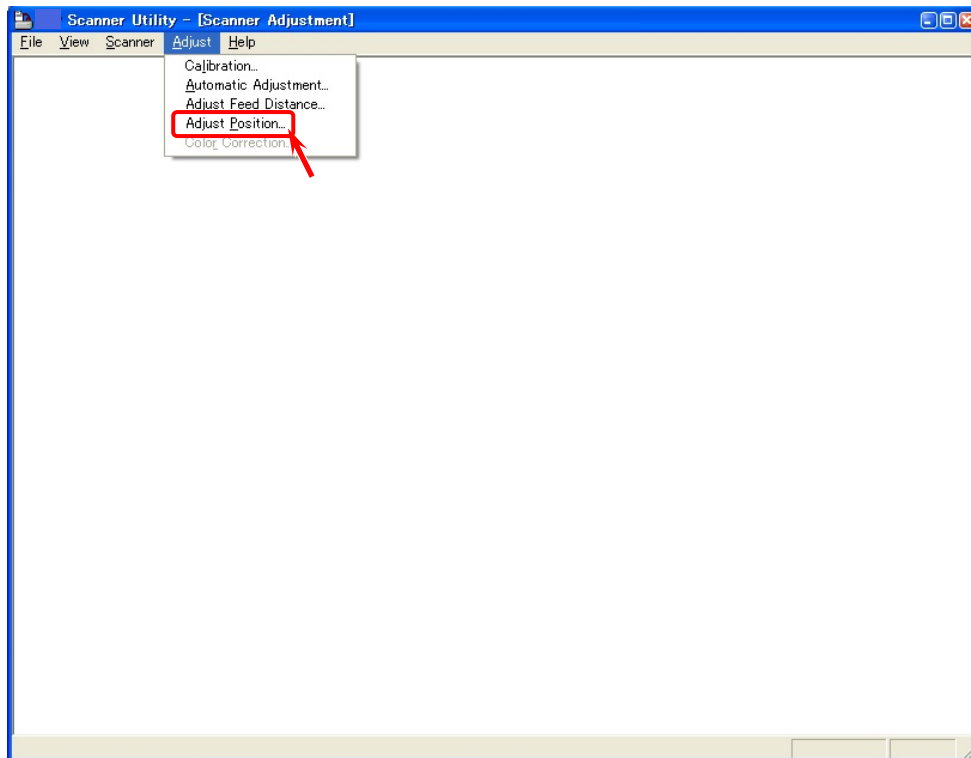 Scanner Utility - [Scanner Adjustment]
File View Scanner Adjust Help
Calibration...
Automatic Adjustment...
Adjust Feed Distance...
Adjust Position...
Color Correction...